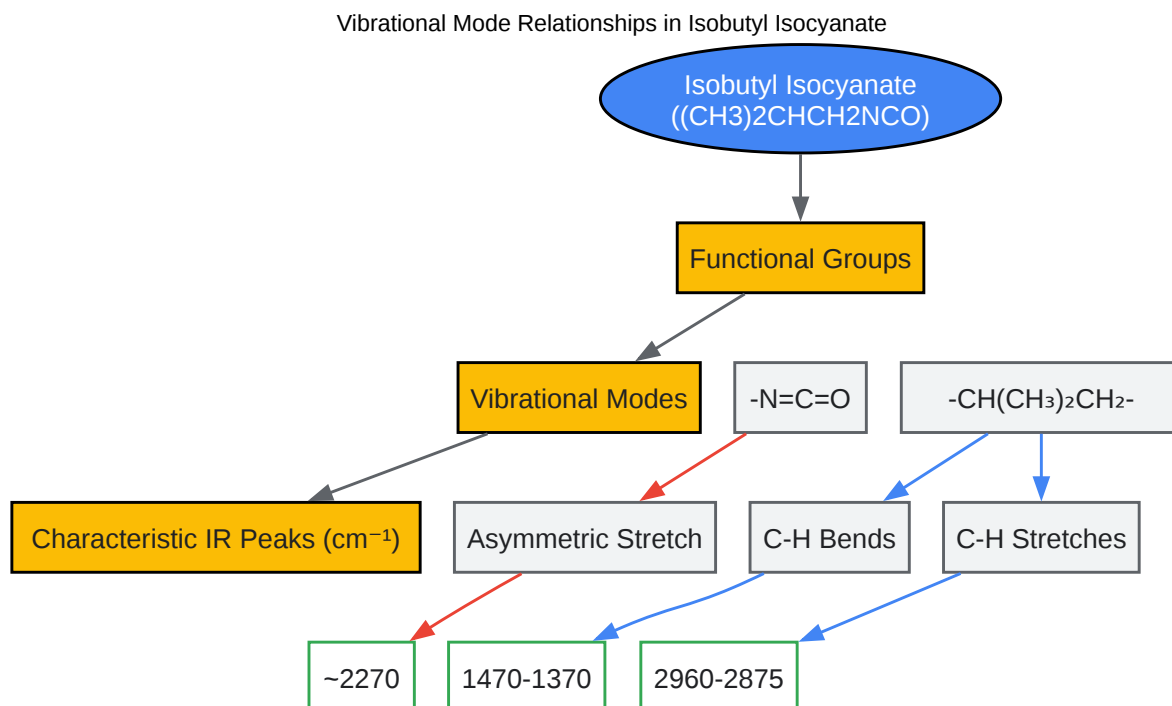 Vibrational Mode Relationships in Isobutyl Isocyanate
Isobutyl Isocyanate
((CH3)2CHCH2NCO)
Functional Groups
Vibrational Modes
-N=C=O
-CH(CH₃)₂CH₂-
Characteristic IR Peaks (cm⁻¹)
Asymmetric Stretch
C-H Bends
C-H Stretches
~2270
1470-1370
2960-2875